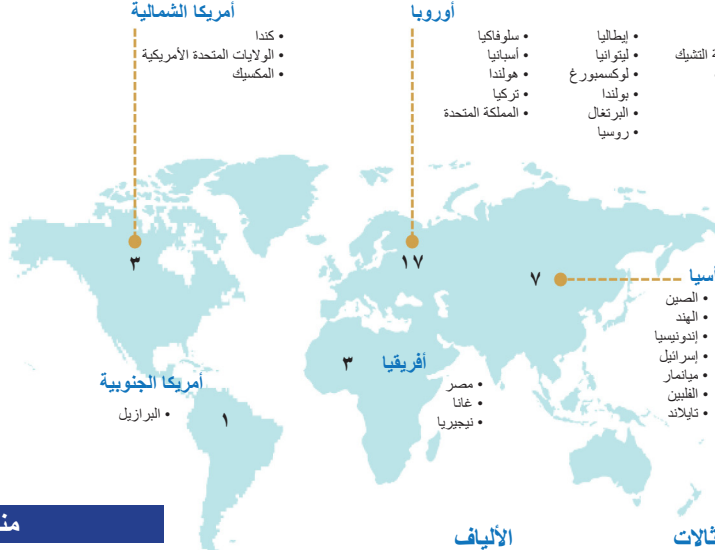 أمريكا الشمالية
• كندا
• الولايات المتحدة الأمريكية
• المكسيك
أوروبا
التشيك
• إيطاليا
• ليتوانيا
• لوكسمبورغ
• بولندا
• البرتغال
• روسيا
• سلوفاكيا
• أسبانيا
• هولندا
• تركيا
• المملكة المتحدة
٣
١٧
٧
أسيا
• الصين
• الهند
• إندونيسيا
• إسرائيل
• ميانمار
• الفلبين
• تايلاند
أفريقيا
٣
• مصر
• غانا
• نيجيريا
أمريكا الجنوبية
• البرازيل
١
الألياف